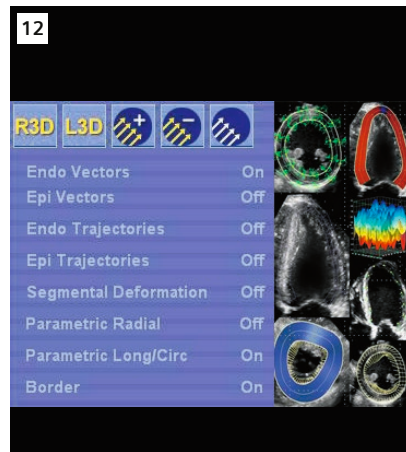 12
R3D L3D + −
Endo Vectors On
Epi Vectors Off
Endo Trajectories Off
Epi Trajectories Off
Segmental Deformation Off
Parametric Radial Off
Parametric Long/Circ On
Border On